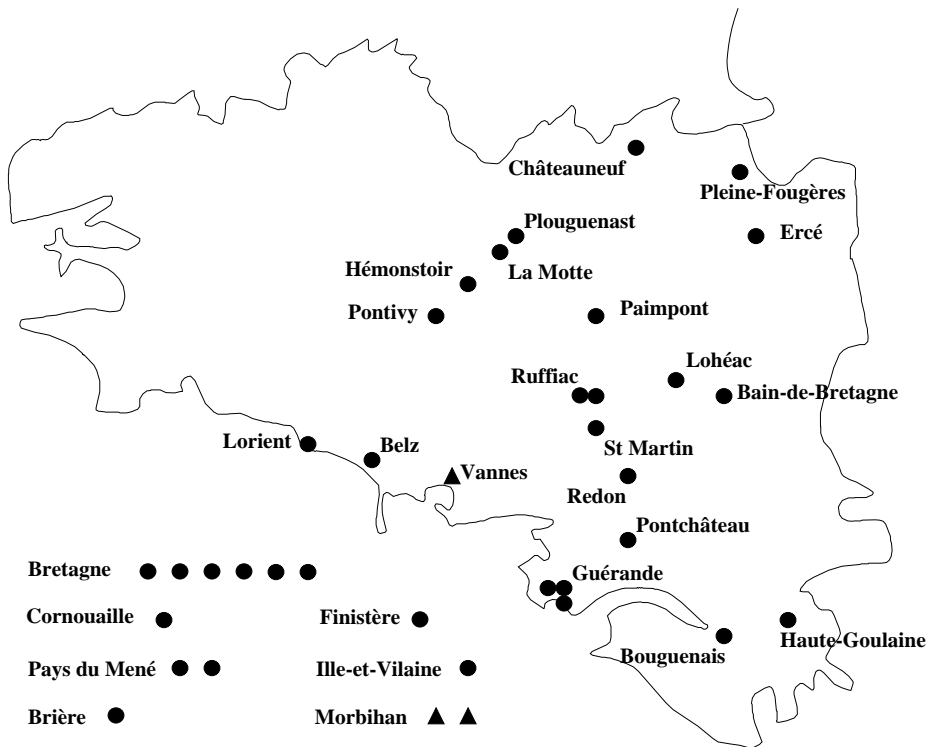 Châteauneuf
Pleine-Fougères
Plouguenast
Ercé
Hémonstoir
La Motte
Pontivy
Paimpont
Lohéac
Ruffiac
Bain-de-Bretagne
Lorient
Belz
St Martin
Vannes
Redon
Pontchâteau
Bretagne
Guérande
Cornouaille
Finistère
Haute-Goulaine
Bouguenais
Pays du Mené
Ille-et-Vilaine
Brière
Morbihan